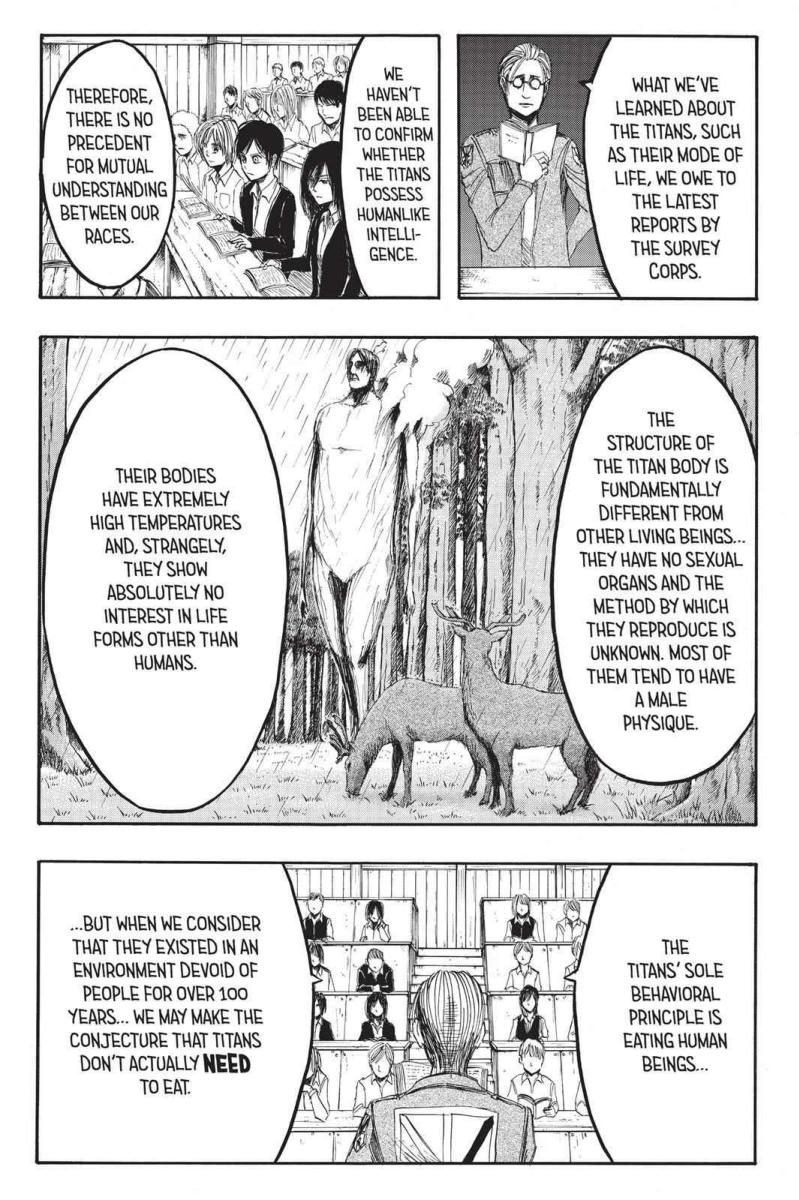 WHAT WE'VE
LEARNED ABOUT
THE TITANS, SUCH
AS THEIR MODE OF
LIFE, WE OWE TO
THE LATEST
REPORTS BY
THE SURVEY
CORPS.
WE
HAVEN'T
BEEN ABLE
TO CONFIRM
WHETHER
THE TITANS
POSSESS
HUMANLIKE
INTELLI-
GENCE.
THEREFORE,
THERE IS NO
PRECEDENT
FOR MUTUAL
UNDERSTANDING
BETWEEN OUR
RACES.
THE
STRUCTURE OF
THE TITAN BODY IS
FUNDAMENTALLY
DIFFERENT FROM
OTHER LIVING BEINGS...
THEY HAVE NO SEXUAL
ORGANS AND THE
METHOD BY WHICH
THEY REPRODUCE IS
UNKNOWN. MOST OF
THEM TEND TO HAVE
A MALE
PHYSIQUE.
THEIR BODIES
HAVE EXTREMELY
HIGH TEMPERATURES
AND, STRANGELY,
THEY SHOW
ABSOLUTELY NO
INTEREST IN LIFE
FORMS OTHER THAN
HUMANS.
THE
TITANS' SOLE
BEHAVIORAL
PRINCIPLE IS
EATING HUMAN
BEINGS...
...BUT WHEN WE CONSIDER
THAT THEY EXISTED IN AN
ENVIRONMENT DEVOID OF
PEOPLE FOR OVER 100
YEARS... WE MAY MAKE THE
CONJECTURE THAT TITANS
DON'T ACTUALLY NEED
TO EAT.